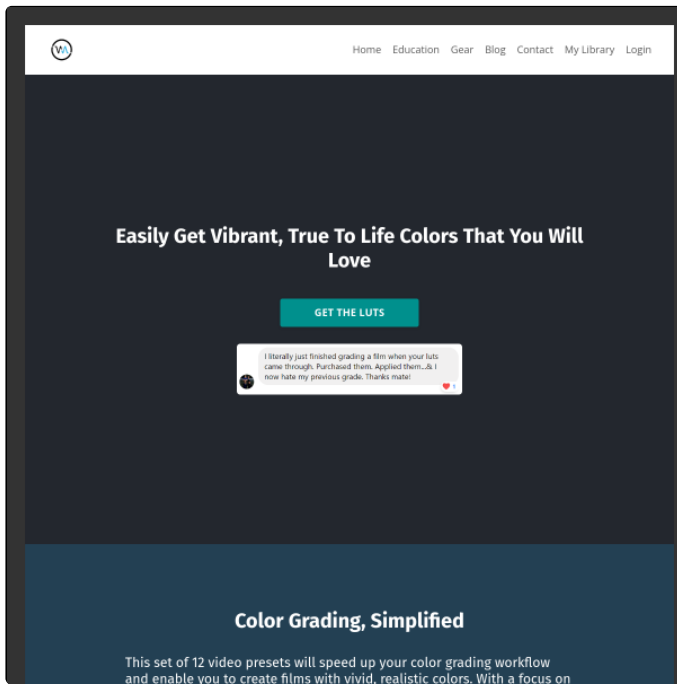 WA
Home Education Gear Blog Contact My Library Login
Easily Get Vibrant, True To Life Colors That You Will
Love
GET THE LUTS
I literally just finished grading a film when your luts
came through. Purchased them. Applied them...& I
now hate my previous grade. Thanks mate!
1
Color Grading, Simplified
This set of 12 video presets will speed up your color grading workflow
and enable you to create films with vivid, realistic colors. With a focus on